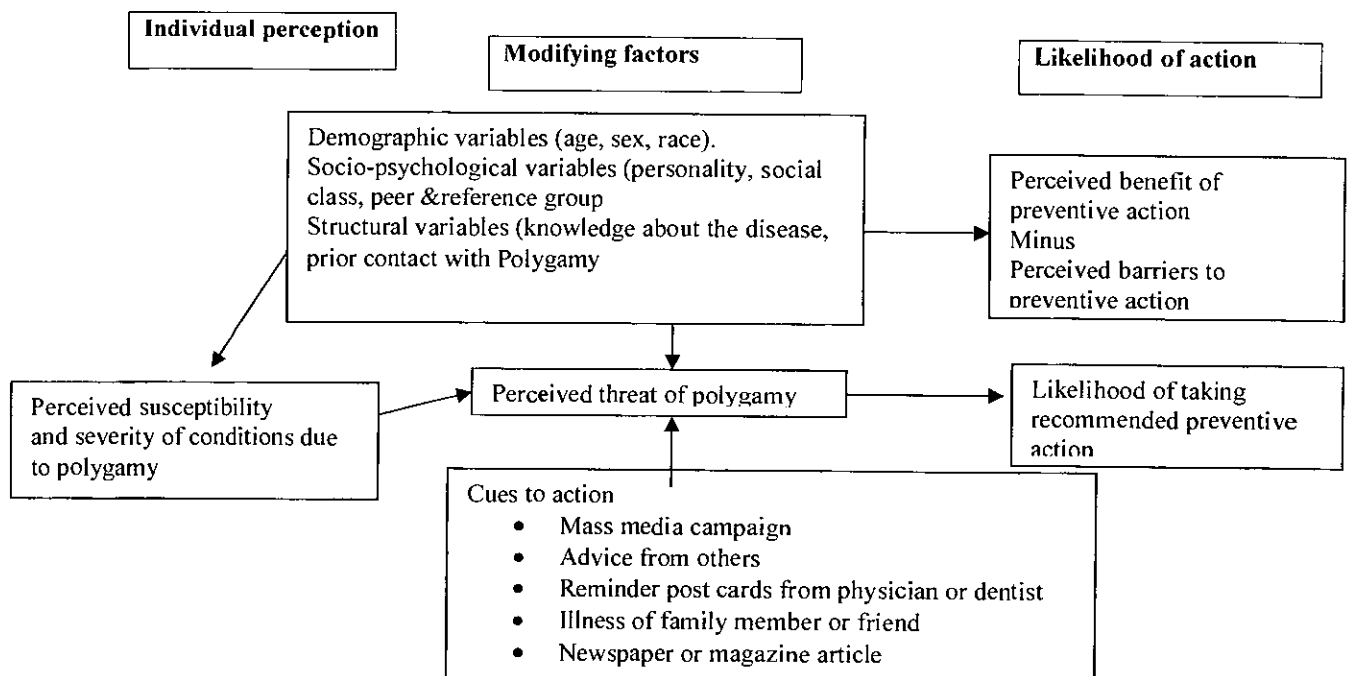 Individual perception
Modifying factors
Likelihood of action
Demographic variables (age, sex, race).
Socio-psychological variables (personality, social
class, peer &reference group
Structural variables (knowledge about the disease,
prior contact with Polygamy
Perceived benefit of
preventive action
Minus
Perceived barriers to
preventive action
Perceived susceptibility
and severity of conditions due
to polygamy
Perceived threat of polygamy
Likelihood of taking
recommended preventive
action
Cues to action
• Mass media campaign
• Advice from others
• Reminder post cards from physician or dentist
• Illness of family member or friend
• Newspaper or magazine article